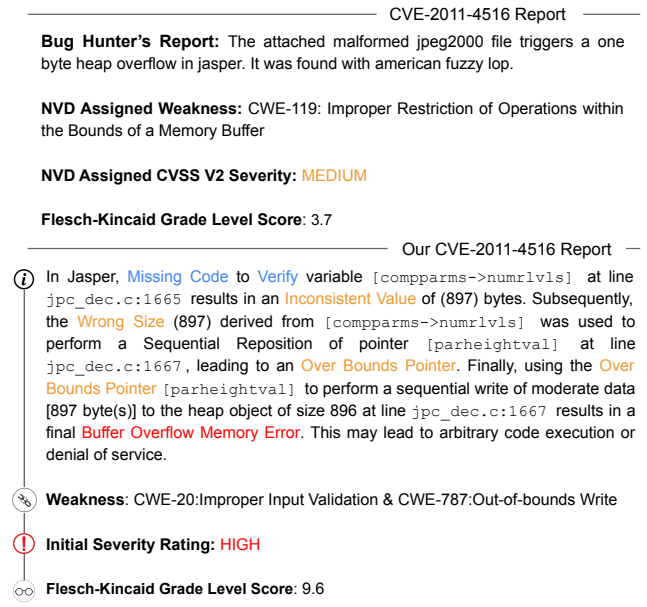 CVE-2011-4516 Report
Bug Hunter's Report: The attached malformed jpeg2000 file triggers a one
byte heap overflow in jasper. It was found with american fuzzy lop.
NVD Assigned Weakness: CWE-119: Improper Restriction of Operations within
the Bounds of a Memory Buffer
NVD Assigned CVSS V2 Severity: MEDIUM
Flesch-Kincaid Grade Level Score: 3.7
Our CVE-2011-4516 Report
In Jasper, Missing Code to Verify variable [compparms->numrlvls] at line
jpc_dec.c:1665 results in an Inconsistent Value of (897) bytes. Subsequently,
the Wrong Size (897) derived from [compparms->numrlvls] was used to
perform a Sequential Reposition of pointer [parheightval] at line
jpc_dec.c:1667, leading to an Over Bounds Pointer. Finally, using the Over
Bounds Pointer [parheightval] to perform a sequential write of moderate data
[897 byte(s)] to the heap object of size 896 at line jpc_dec.c:1667 results in a
final Buffer Overflow Memory Error. This may lead to arbitrary code execution or
denial of service.
Weakness: CWE-20:Improper Input Validation & CWE-787:Out-of-bounds Write
Initial Severity Rating: HIGH
Flesch-Kincaid Grade Level Score: 9.6